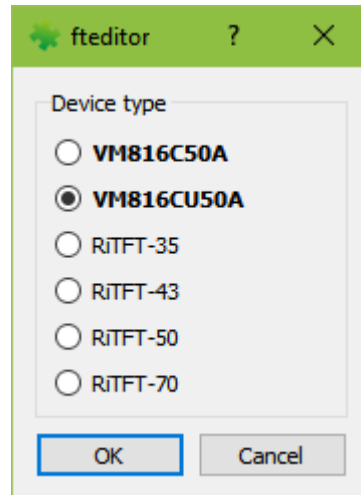 fteditor ?
Device type
VM816C50A
VM816CU50A
RiTFT-35
RiTFT-43
RiTFT-50
RiTFT-70
OK Cancel